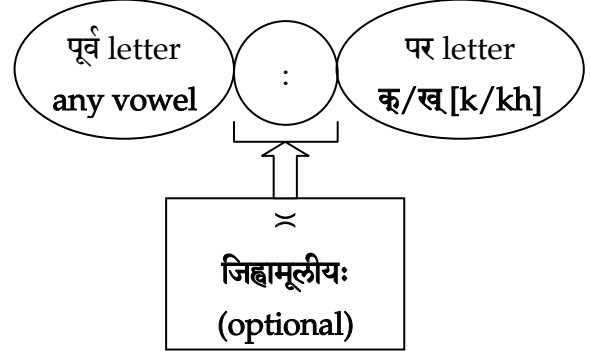 पूर्व letter
any vowel
:
पर letter
क्/ख् [k/kh]
≍
जिह्वामूलीयः
(optional)